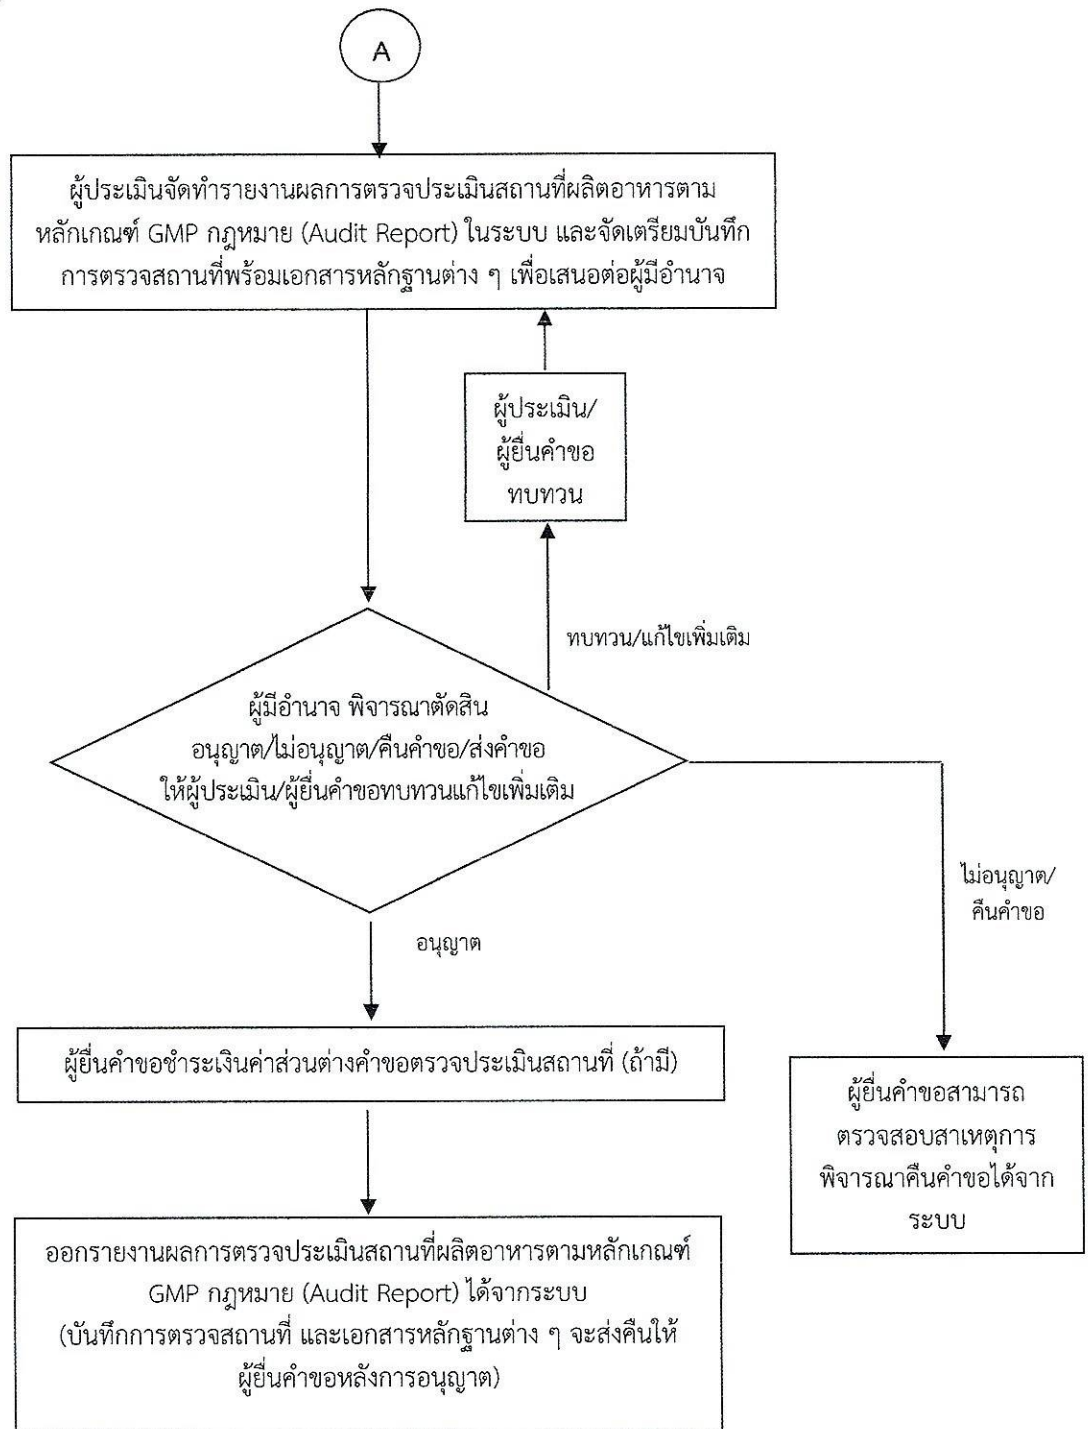 A
ผู้ประเมินจัดทำรายงานผลการตรวจประเมินสถานที่ผลิตอาหารตาม
หลักเกณฑ์ GMP กฎหมาย (Audit Report) ในระบบ และจัดเตรียมบันทึก
การตรวจสถานที่พร้อมเอกสารหลักฐานต่าง ๆ เพื่อเสนอต่อผู้มีอำนาจ
ผู้ประเมิน/
ผู้ยื่นคำขอ
ทบทวน
ทบทวน/แก้ไขเพิ่มเติม
ผู้มีอำนาจ พิจารณาตัดสิน
อนุญาต/ไม่อนุญาต/คืนคำขอ/ส่งคำขอ
ให้ผู้ประเมิน/ผู้ยื่นคำขอทบทวนแก้ไขเพิ่มเติม
ไม่อนุญาต/
คืนคำขอ
อนุญาต
ผู้ยื่นคำขอชำระเงินค่าส่วนต่างคำขอตรวจประเมินสถานที่ (ถ้ามี)
ผู้ยื่นคำขอสามารถ
ตรวจสอบสาเหตุการ
พิจารณาคืนคำขอได้จาก
ระบบ
ออกรายงานผลการตรวจประเมินสถานที่ผลิตอาหารตามหลักเกณฑ์
GMP กฎหมาย (Audit Report) ได้จากระบบ
(บันทึกการตรวจสถานที่ และเอกสารหลักฐานต่าง ๆ จะส่งคืนให้
ผู้ยื่นคำขอหลังการอนุญาต)